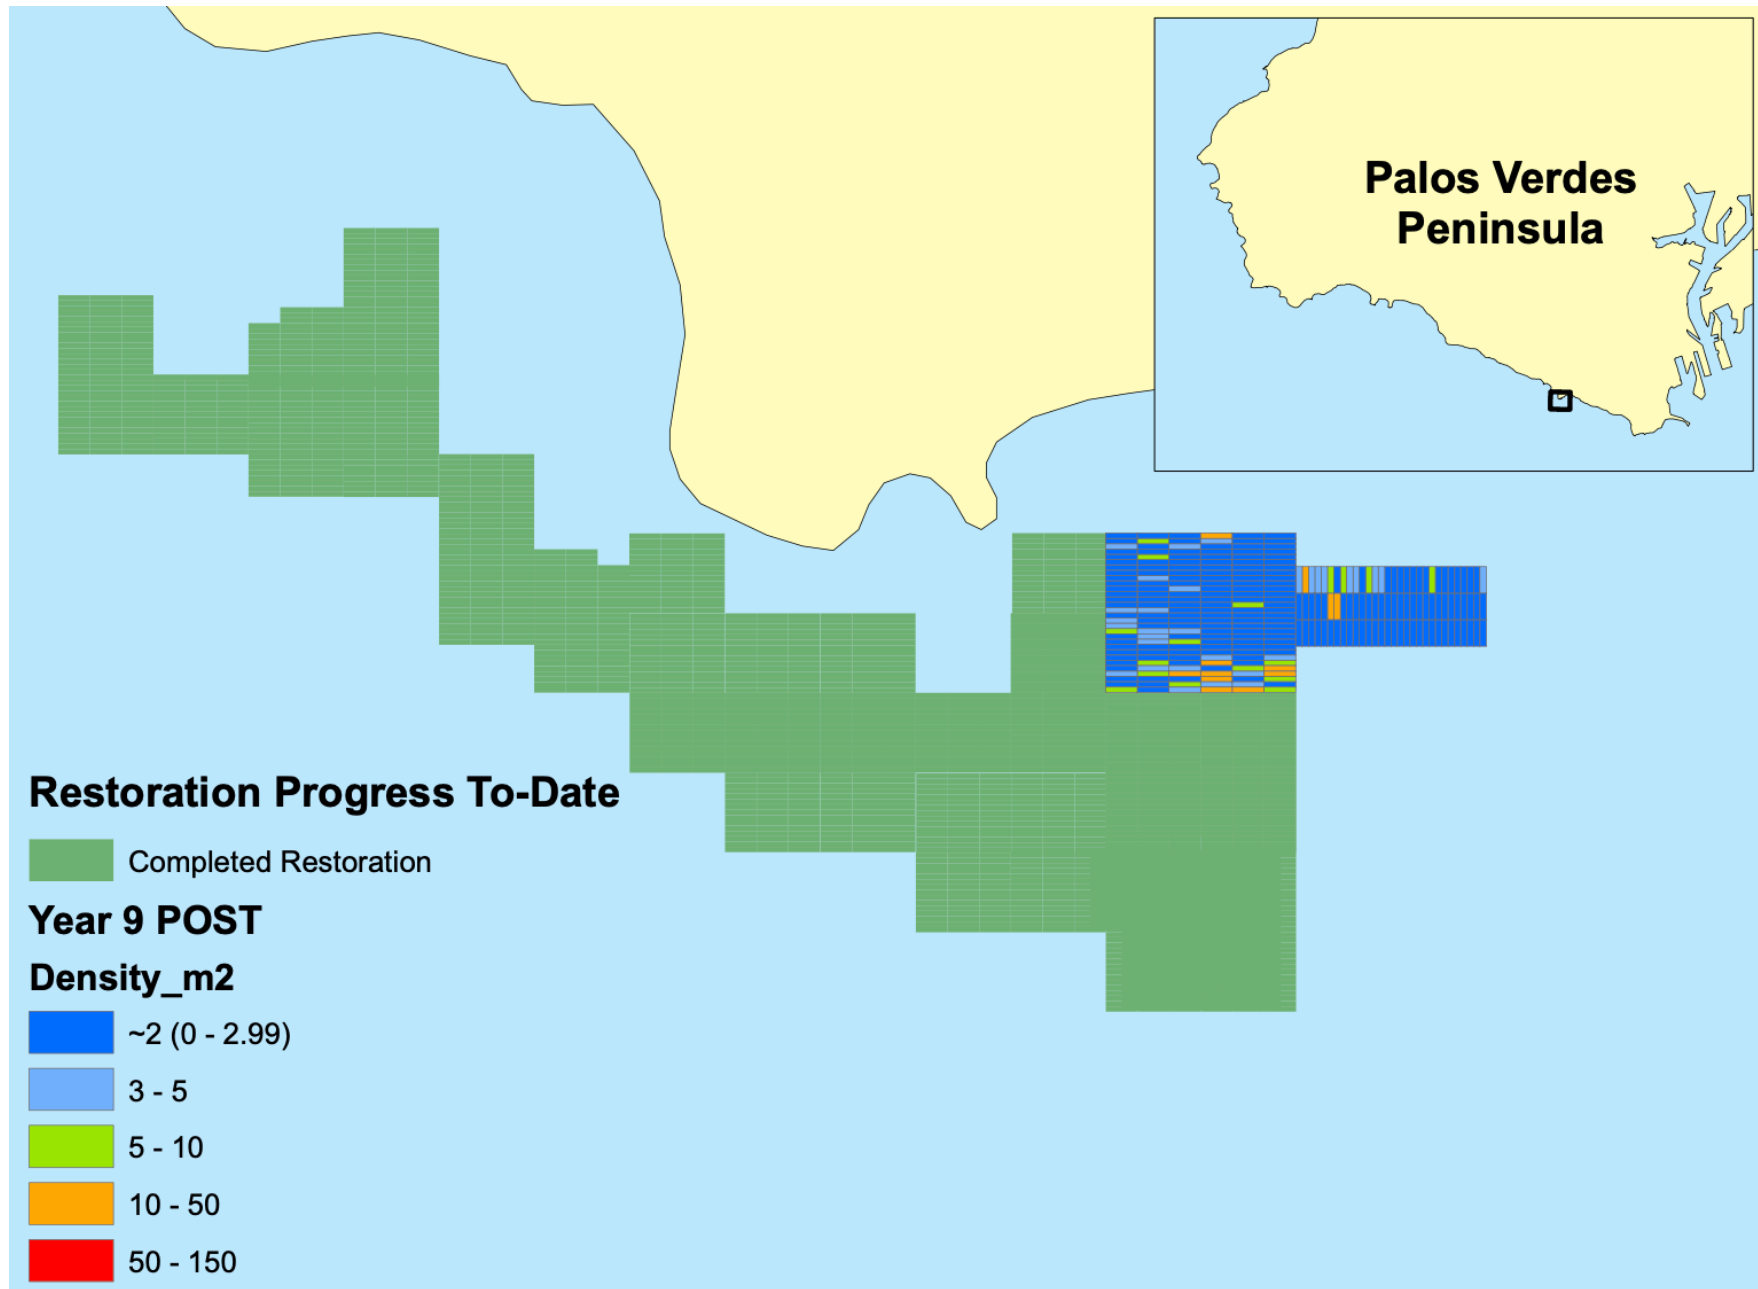 Palos Verdes
Peninsula
Restoration Progress To-Date
Completed Restoration
Year 9 POST
Density_m2
~2 (0 - 2.99)
3 - 5
5 - 10
10 - 50
50 - 150